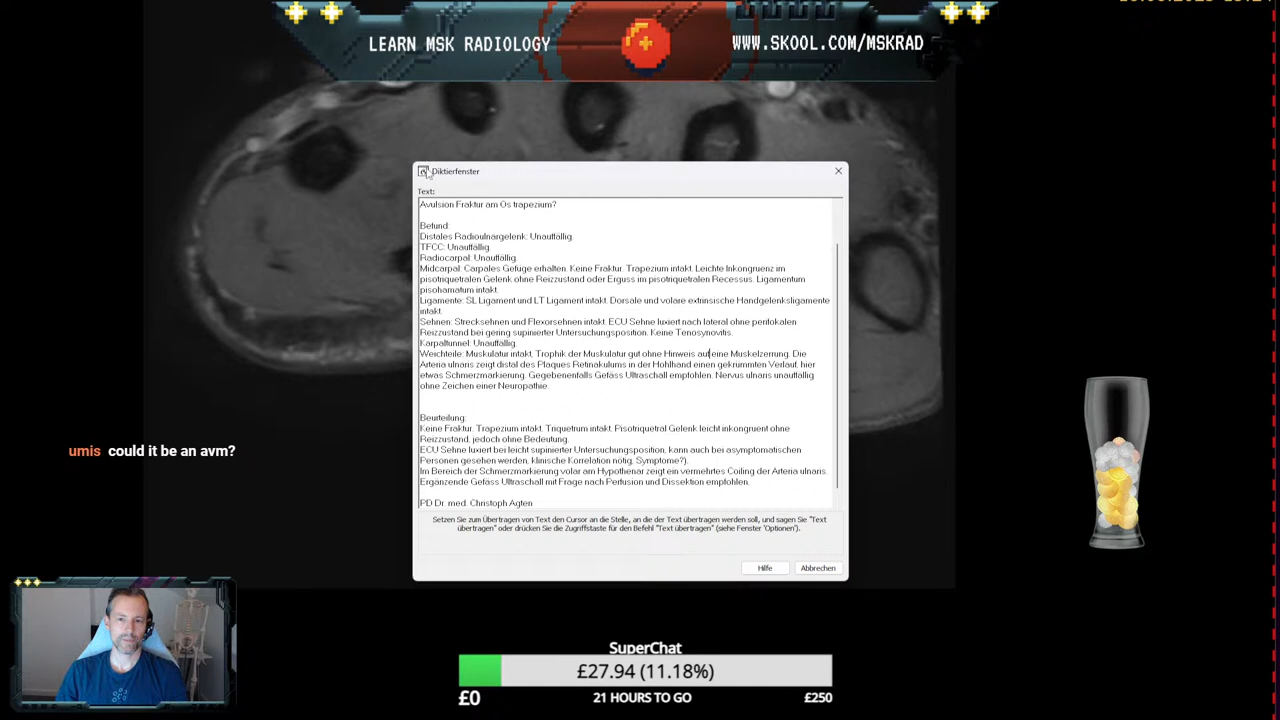 LEARN MSK RADIOLOGY
WWW.SKOOL.COM/MSKRAD
Diktierfenster
Text:
Avulsion Fraktur am Os trapezium?
Befund:
Distales Radioulnargelenk: Unauffällig.
TFCC: Unauffällig.
Radiocarpal: Unauffällig.
Midcarpal: Carpales Gefüge erhalten. Keine Fraktur. Trapezium intakt. Leichte Inkongruenz im
pisotriquetralen Gelenk ohne Reizzustand oder Erguss im pisotriquetralen Recessus. Ligamentum
pisohamatum intakt.
Ligamente: SL Ligament und LT Ligament intakt. Dorsale und volare extrinsische Handgelenksligamente
intakt.
Sehnen: Strecksehnen und Flexorsehnen intakt. ECU Sehne luxiert nach lateral ohne perifokalen
Reizzustand bei gering supinierter Untersuchungsposition. Keine Tenosynovitis.
Karpaltunnel: Unauffällig.
Weichteile: Muskulatur intakt, Trophik der Muskulatur gut ohne Hinweis auf eine Muskelzerrung. Die
Arteria ulnaris zeigt distal des Plaques Retinakulums in der Hohlhand einen gekrümmten Verlauf, hier
etwas Schmerzmarkierung. Gegebenenfalls Gefäss Ultraschall empfohlen. Nervus ulnaris unauffällig
ohne Zeichen einer Neuropathie.
Beurteilung:
Keine Fraktur. Trapezium intakt. Triquetrum intakt. Pisotriquetral Gelenk leicht inkongruent ohne
Reizzustand, jedoch ohne Bedeutung.
ECU Sehne luxiert bei leicht supinierter Untersuchungsposition, kann auch bei asymptomatischen
Personen gesehen werden, klinische Korrelation nötig, Symptome?).
Im Bereich der Schmerzmarkierung volar am Hypothenar zeigt ein vermehrtes Coiling der Arteria ulnaris.
Ergänzende Gefäss Ultraschall mit Frage nach Perfusion und Dissektion empfohlen.
PD Dr. med. Christoph Agten
Setzen Sie zum Übertragen von Text den Cursor an die Stelle, an die der Text übertragen werden soll, und sagen Sie "Text
übertragen" oder drücken Sie die Zugriffstaste für den Befehl "Text übertragen" (siehe Fenster 'Optionen').
Hilfe
Abbrechen
umis could it be an avm?
SuperChat
£27.94 (11.18%)
£0
21 HOURS TO GO
£250